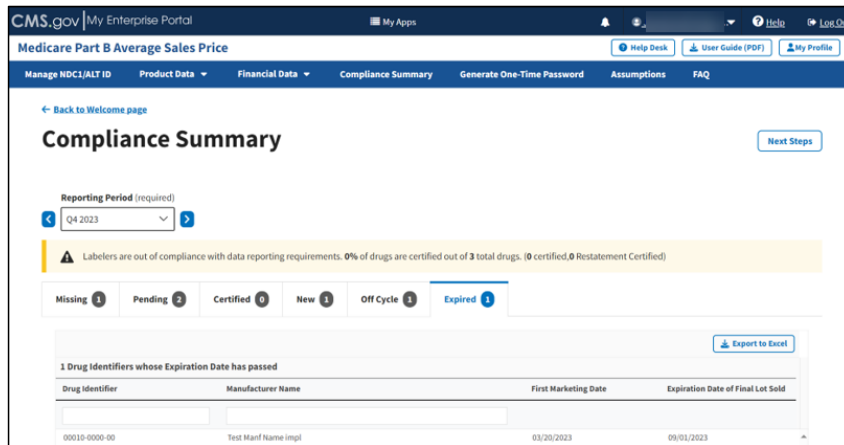 CMS.gov My Enterprise Portal My Apps Help Log Ou
Medicare Part B Average Sales Price Help Desk User Guide (PDF) My Profile
Manage NDC1/ALT ID Product Data Financial Data Compliance Summary Generate One-Time Password Assumptions FAQ
Back to Welcome page
Compliance Summary Next Steps
Reporting Period (required)
Q4 2023
Labelers are out of compliance with data reporting requirements. 0% of drugs are certified out of 3 total drugs. (0 certified,0 Restatement Certified)
Missing 1 Pending 2 Certified 0 New 1 Off Cycle 1 Expired 1
Export to Excel
1 Drug Identifiers whose Expiration Date has passed
Drug Identifier Manufacturer Name First Marketing Date Expiration Date of Final Lot Sold
00010-0000-00 Test Manf Name impl 03/20/2023 09/01/2023